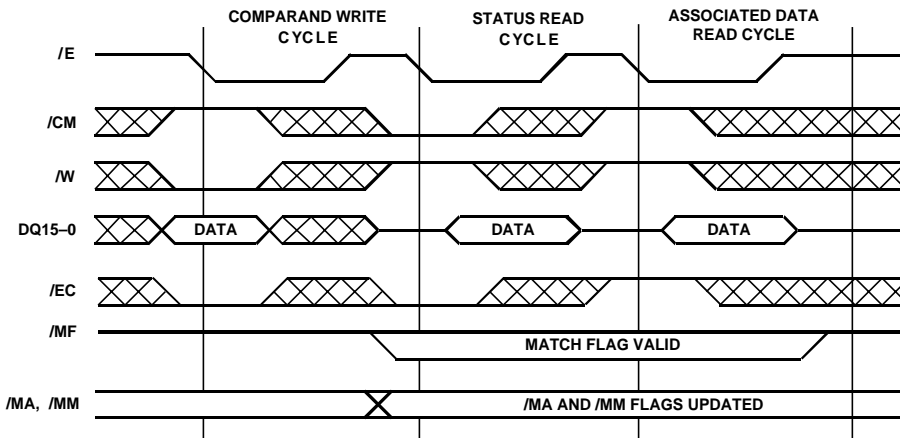 COMPARAND WRITE
CYCLE
STATUS READ
CYCLE
ASSOCIATED DATA
READ CYCLE
/E
/CM
/W
DQ15–0
DATA
DATA
DATA
/EC
/MF
MATCH FLAG VALID
/MA, /MM
/MA AND /MM FLAGS UPDATED